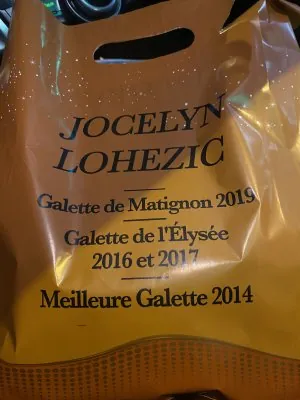 JOCELYN
LOHEZIC
Galette de Matignon 2019
Galette de l'Élysée
2016 et 2017
Meilleure Galette 2014